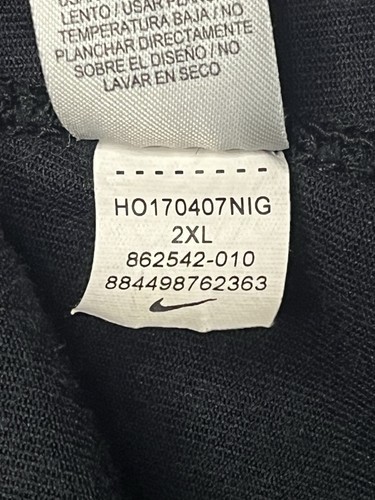 LENTO / USAR PLAN
TEMPERATURA BAJA / NO
PLANCHAR DIRECTAMENTE
SOBRE EL DISEÑO / NO
LAVAR EN SECO
HO170407NIG
2XL
862542-010
884498762363